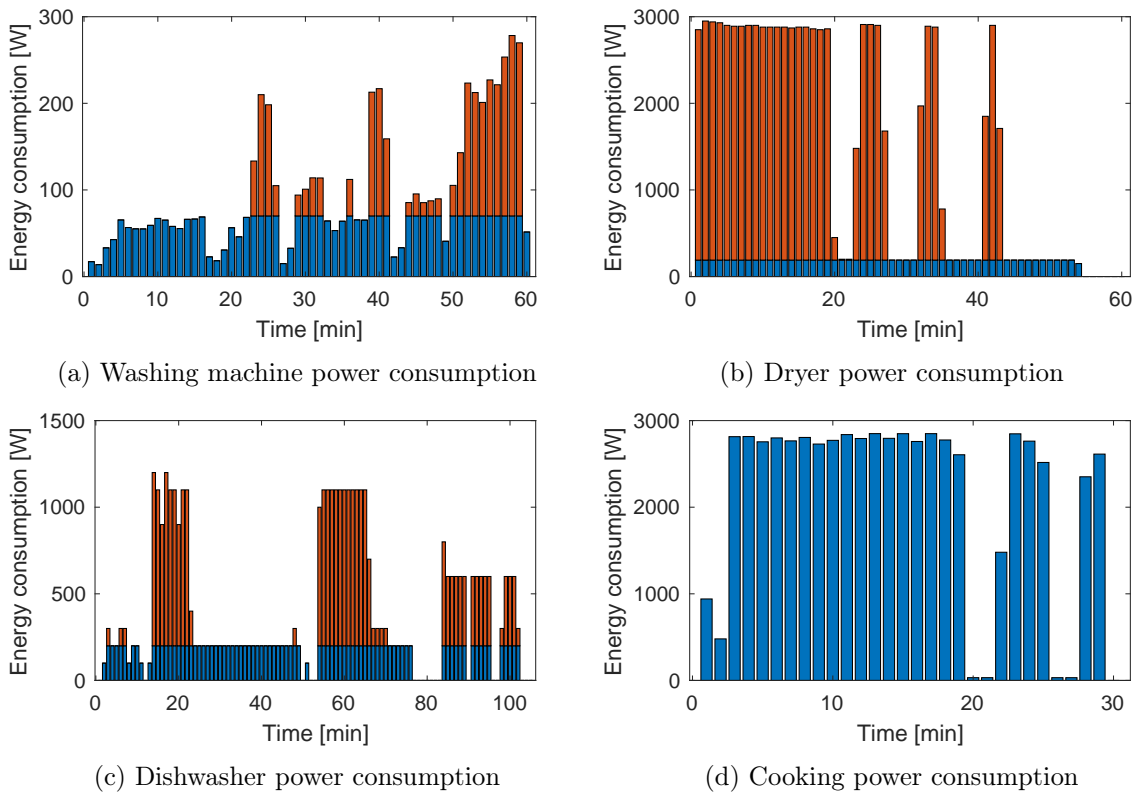 300
200
100
0
Energy consumption [W]
0 10 20 30 40 50 60
Time [min]
(a) Washing machine power consumption
3000
2000
1000
0
Energy consumption [W]
0 20 40 60
Time [min]
(b) Dryer power consumption
1500
1000
500
0
Energy consumption [W]
0 20 40 60 80 100
Time [min]
(c) Dishwasher power consumption
3000
2000
1000
0
Energy consumption [W]
0 10 20 30
Time [min]
(d) Cooking power consumption